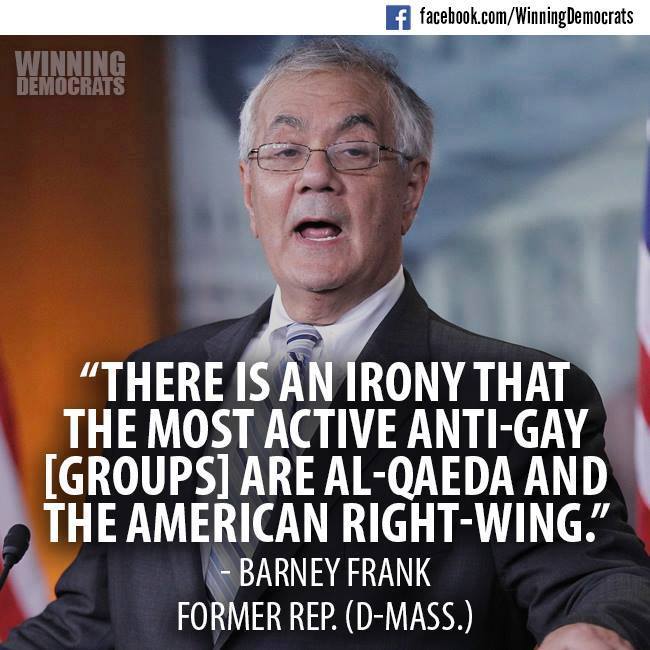 facebook.com/WinningDemocrats
WINNING
DEMOCRATS
“THERE IS AN IRONY THAT
THE MOST ACTIVE ANTI-GAY
[GROUPS] ARE AL-QAEDA AND
THE AMERICAN RIGHT-WING.”
- BARNEY FRANK
FORMER REP. (D-MASS.)